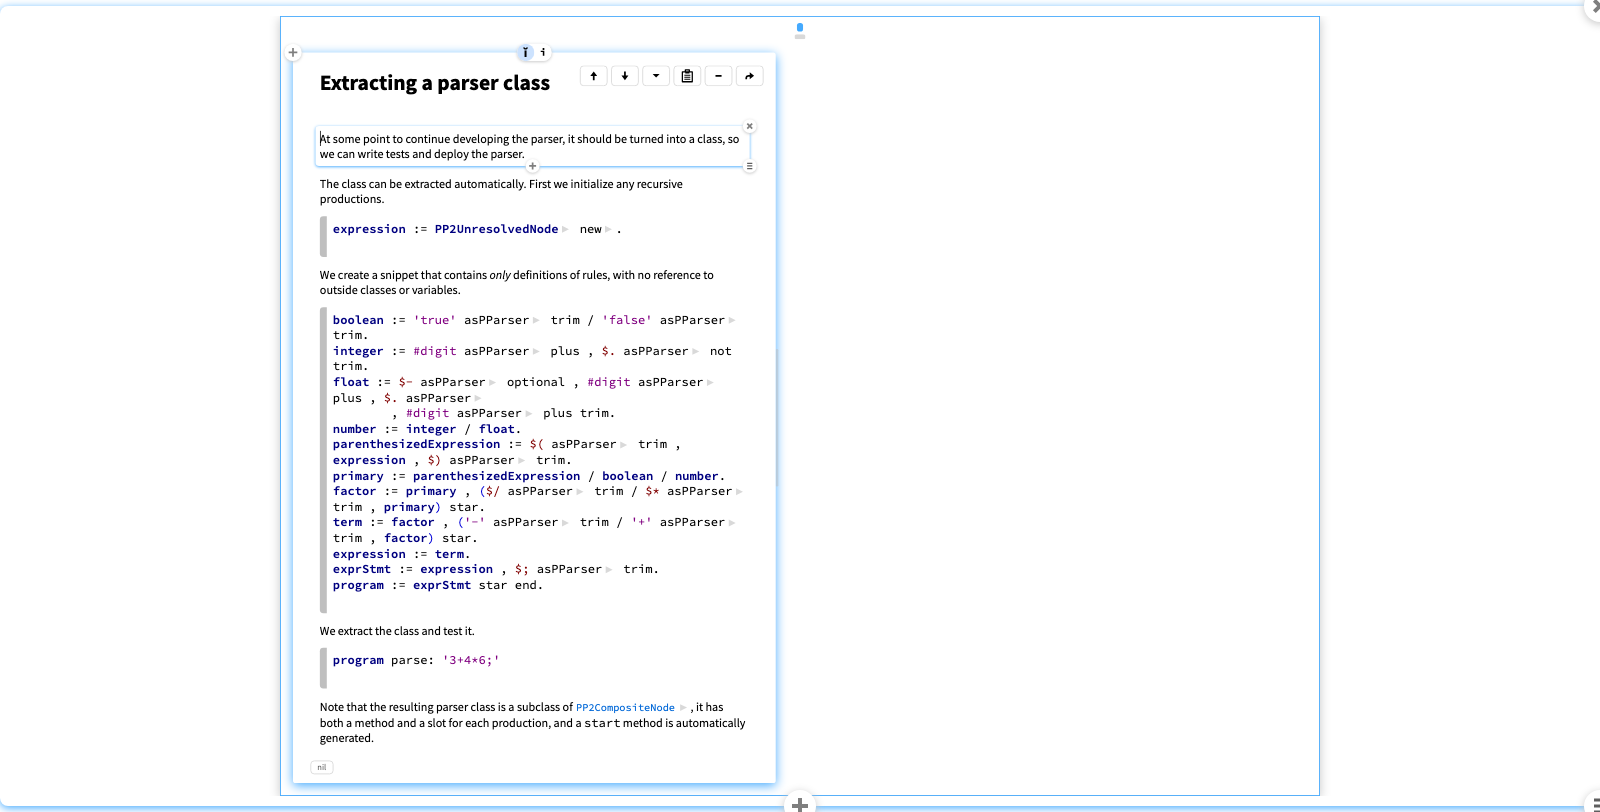 Extracting a parser class
At some point to continue developing the parser, it should be turned into a class, so
we can write tests and deploy the parser.
The class can be extracted automatically. First we initialize any recursive
productions.
expression := PP2UnresolvedNode new .
We create a snippet that contains only definitions of rules, with no reference to
outside classes or variables.
boolean := 'true' asPParser trim / 'false' asPParser
trim.
integer := #digit asPParser plus , $. asPParser not
trim.
float := $- asPParser optional , #digit asPParser
plus , $. asPParser
, #digit asPParser plus trim.
number := integer / float.
parenthesizedExpression := $( asPParser trim ,
expression , $) asPParser trim.
primary := parenthesizedExpression / boolean / number.
factor := primary , ($/ asPParser trim / $* asPParser
trim , primary) star.
term := factor , ('-' asPParser trim / '+' asPParser
trim , factor) star.
expression := term.
exprStmt := expression , $; asPParser trim.
program := exprStmt star end.
We extract the class and test it.
program parse: '3+4*6;'
Note that the resulting parser class is a subclass of PP2CompositeNode , it has
both a method and a slot for each production, and a start method is automatically
generated.
nil